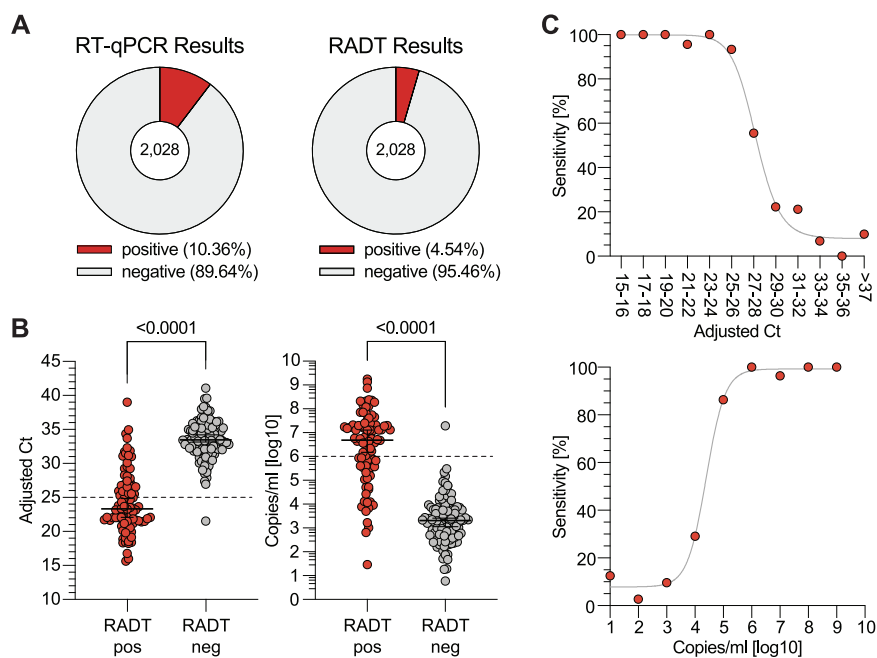 A
RT-qPCR Results
2,028
positive (10.36%)
negative (89.64%)
RADT Results
2,028
positive (4.54%)
negative (95.46%)
B
<0.0001
Adjusted Ct
45
40
35
30
25
20
15
10
RADT
pos
RADT
neg
<0.0001
Copies/ml [log10]
10
9
8
7
6
5
4
3
2
1
0
RADT
pos
RADT
neg
C
Sensitivity [%]
100
80
60
40
20
0
15-16
17-18
19-20
21-22
23-24
25-26
27-28
29-30
31-32
33-34
35-36
>37
Adjusted Ct
Sensitivity [%]
100
80
60
40
20
0
1 2 3 4 5 6 7 8 9 10
Copies/ml [log10]